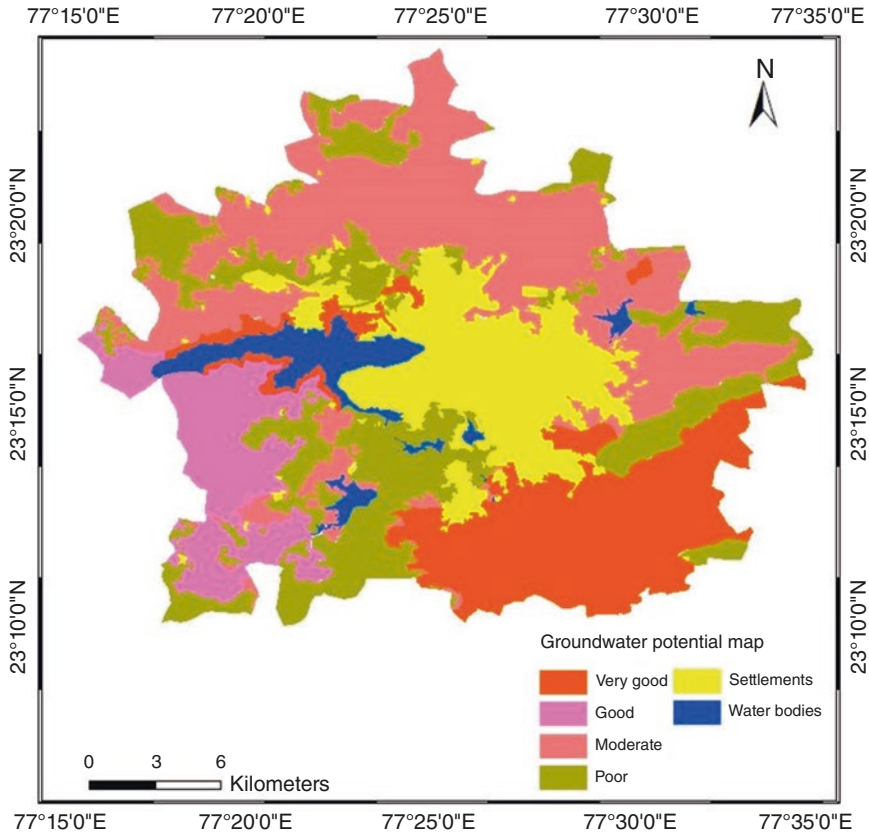 77°15'0"E 77°20'0"E 77°25'0"E 77°30'0"E 77°35'0"E
N
23°20'0"N 23°20'0"N
23°15'0"N 23°15'0"N
23°10'0"N 23°10'0"N
Groundwater potential map
Very good Settlements
Good Water bodies
Moderate
Poor
0 3 6
Kilometers
77°15'0"E 77°20'0"E 77°25'0"E 77°30'0"E 77°35'0"E